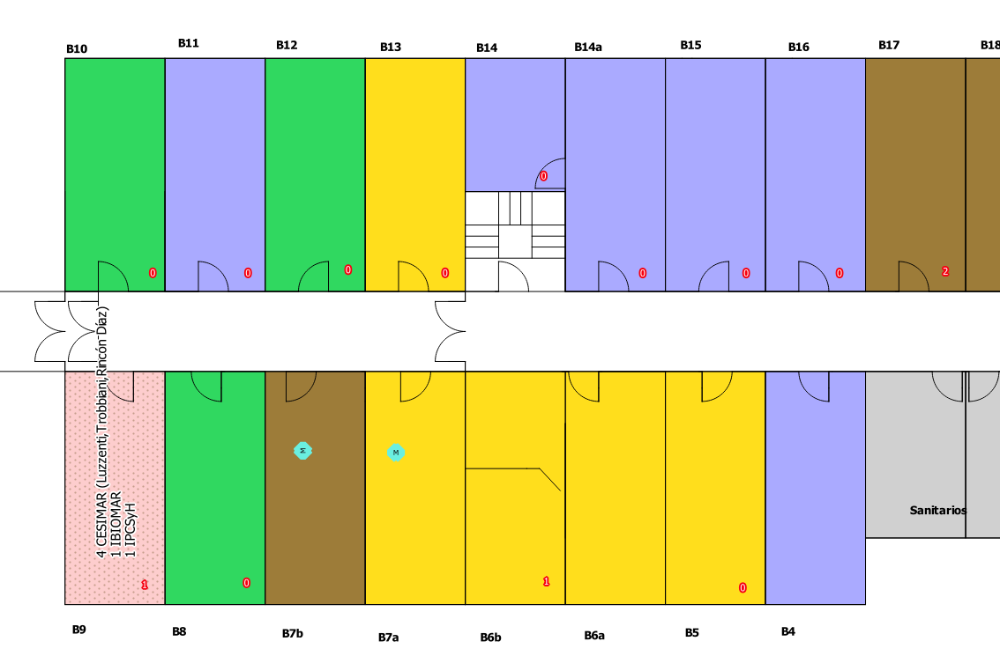 B10 B11 B12 B13 B14 B14a B15 B16 B17 B18
0
0 0 0 0 0 0 0 2
4 CESIMAR (Luzzenti,Trobbiani,Rincón Díaz)
1 IBIOMAR
1 IPCSyH
M M
Sanitarios
1 0 1 0
B9 B8 B7b B7a B6b B6a B5 B4